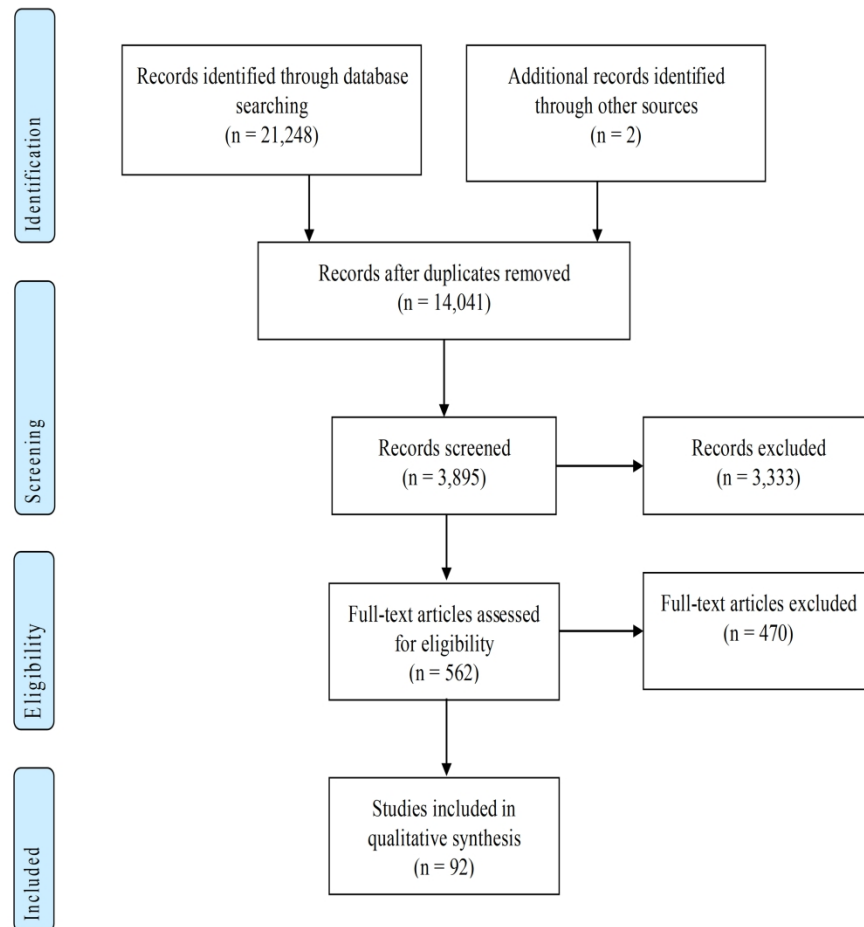 Identification
Records identified through database
searching
(n = 21,248)
Additional records identified
through other sources
(n = 2)
Records after duplicates removed
(n = 14,041)
Screening
Records screened
(n = 3,895)
Records excluded
(n = 3,333)
Eligibility
Full-text articles assessed
for eligibility
(n = 562)
Full-text articles excluded
(n = 470)
Included
Studies included in
qualitative synthesis
(n = 92)